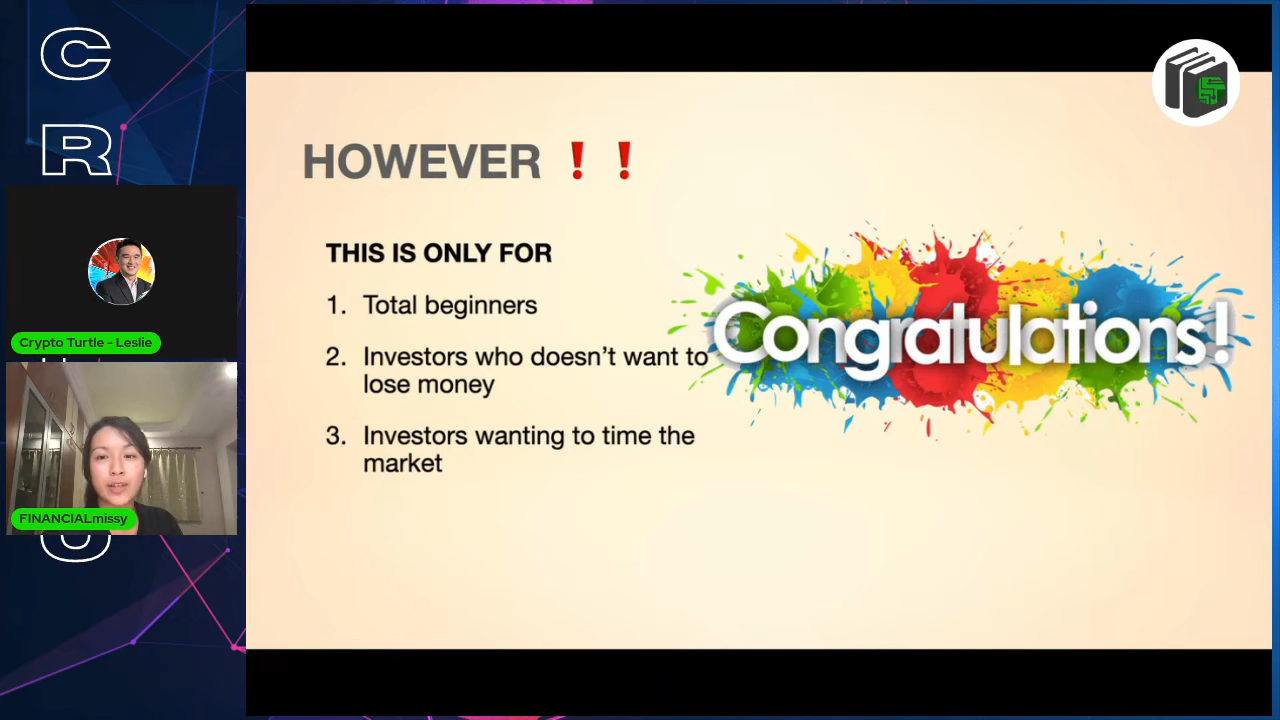 C
R
Crypto Turtle - Leslie
FINANCIALmissy
HOWEVER ❗ ❗
THIS IS ONLY FOR
1. Total beginners
2. Investors who doesn’t want to
lose money
3. Investors wanting to time the
market
Congratulations!